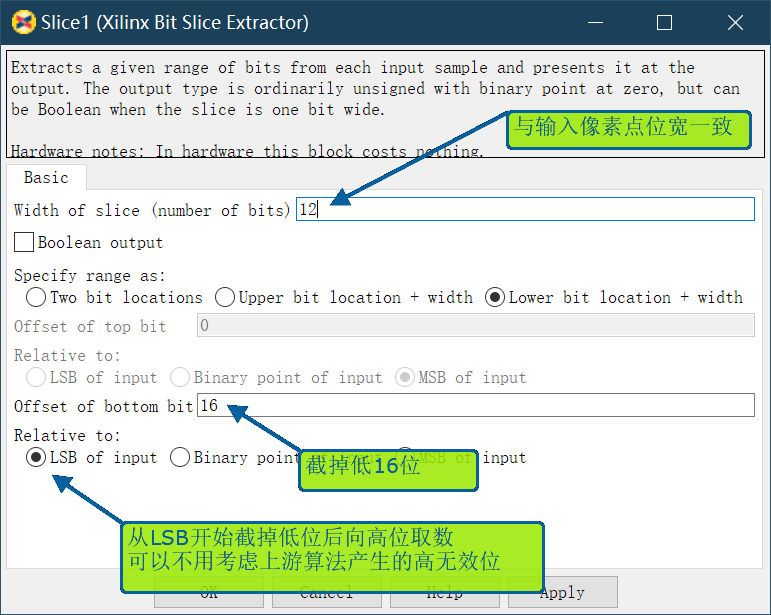 Slice1 (Xilinx Bit Slice Extractor)
Extracts a given range of bits from each input sample and presents it at the
output. The output type is ordinarily unsigned with binary point at zero, but can
be Boolean when the slice is one bit wide.
与输入像素点位宽一致
Hardware notes: In hardware this block costs nothing.
Basic
Width of slice (number of bits) 12
Boolean output
Specify range as:
Two bit locations Upper bit location + width Lower bit location + width
Offset of top bit 0
Relative to:
LSB of input Binary point of input MSB of input
Offset of bottom bit 16
Relative to:
LSB of input Binary point of input MSB of input
截掉低16位
从LSB开始截掉低位后向高位取数
可以不用考虑上游算法产生的高无效位
OK Cancel Help Apply